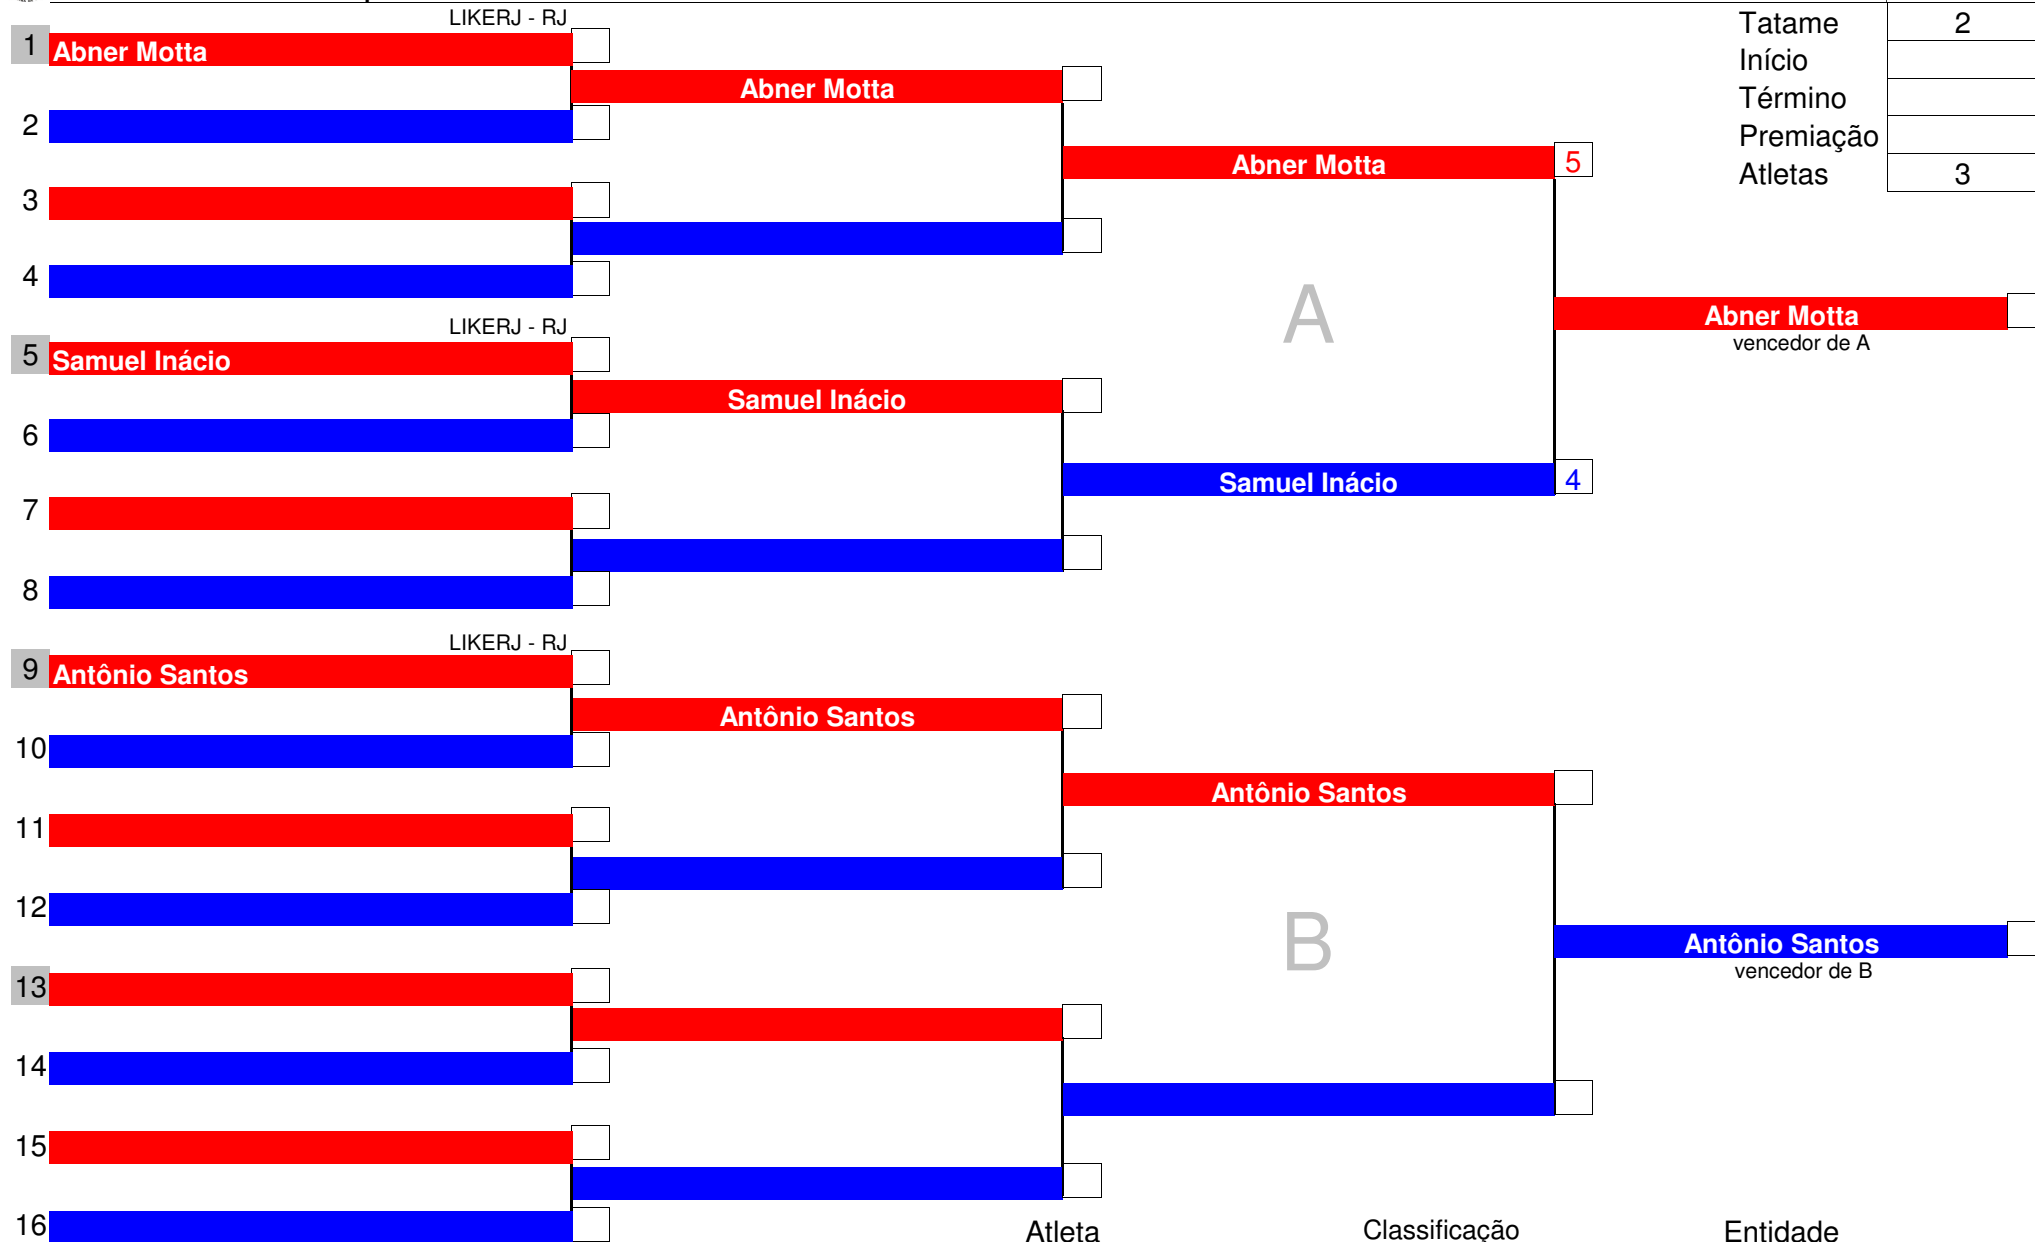 LIKERJ - RJ
Tatame 2
1 Abner Motta
Início
Abner Motta
Término
2
Premiação
Abner Motta 5
Atletas 3
3
4
A
Abner Motta
LIKERJ - RJ
vencedor de A
5 Samuel Inácio
Samuel Inácio
6
Samuel Inácio 4
7
8
LIKERJ - RJ
9 Antônio Santos
Antônio Santos
10
Antônio Santos
11
12
B
Antônio Santos
vencedor de B
13
14
15
16
Atleta Classificação Entidade